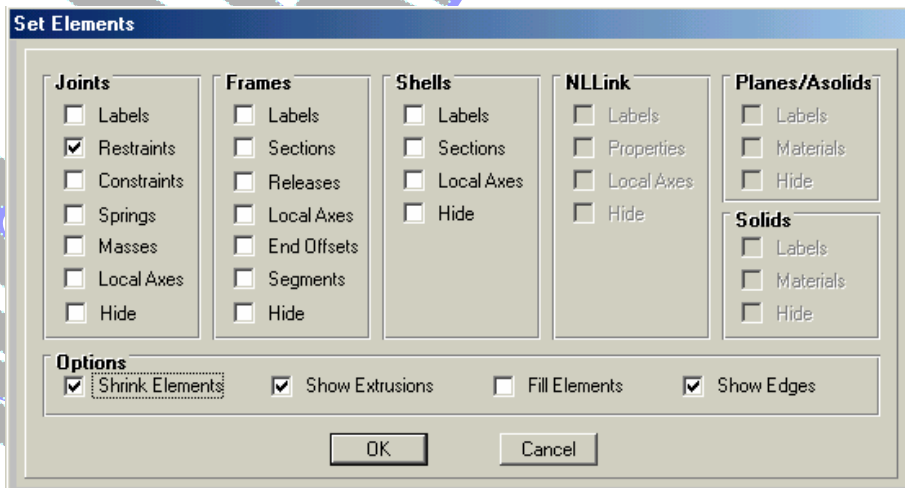 Set Elements
Joints
Labels
Restraints
Constraints
Springs
Masses
Local Axes
Hide
Frames
Labels
Sections
Releases
Local Axes
End Offsets
Segments
Hide
Shells
Labels
Sections
Local Axes
Hide
NLLink
Labels
Properties
Local Axes
Hide
Planes/Asolids
Labels
Materials
Hide
Solids
Labels
Materials
Hide
Options
Shrink Elements
Show Extrusions
Fill Elements
Show Edges
OK
Cancel